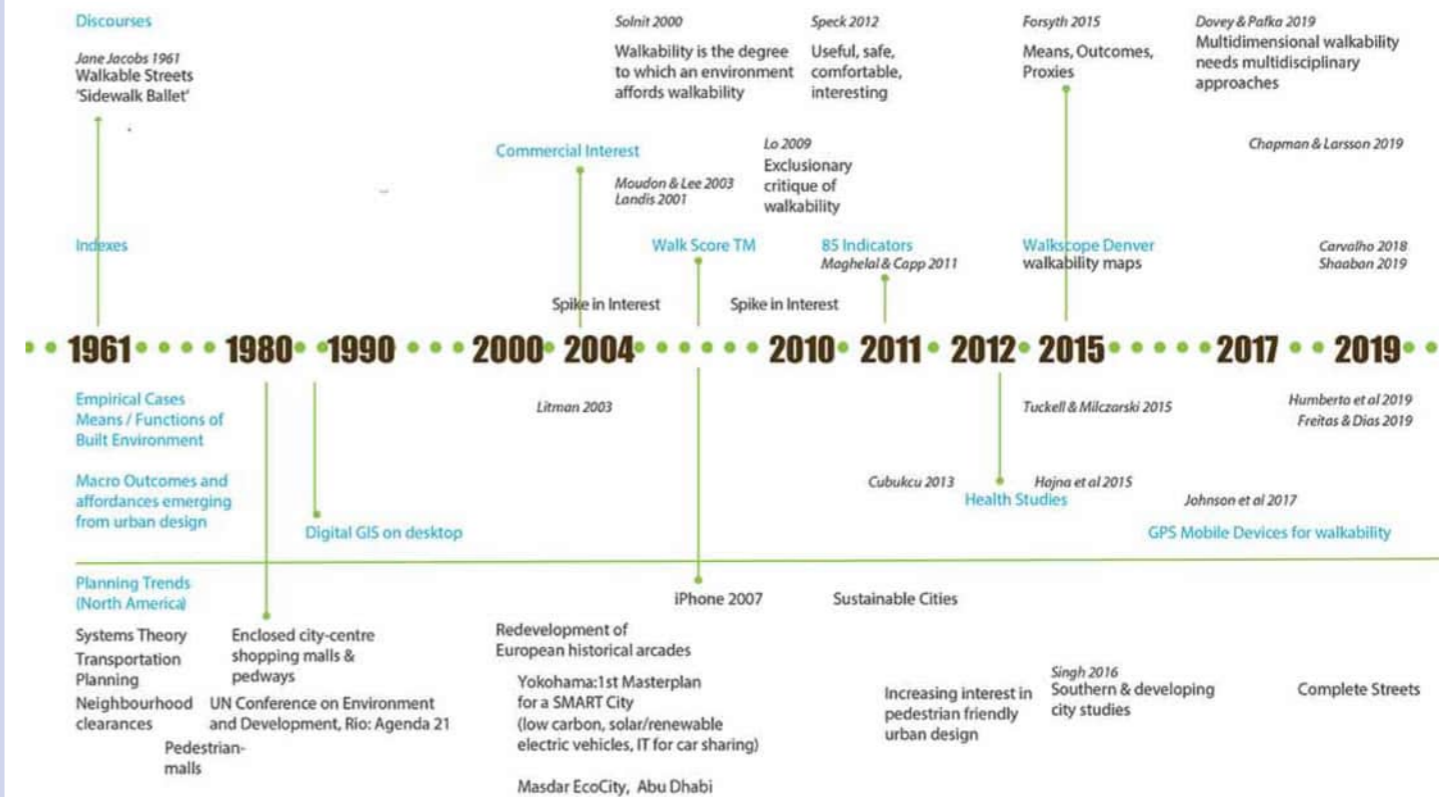 Discourses
Jane Jacobs 1961
Walkable Streets
'Sidewalk Ballet'
Solnit 2000
Walkability is the degree
to which an environment
affords walkability
Speck 2012
Useful, safe,
comfortable,
interesting
Forsyth 2015
Means, Outcomes,
Proxies
Dovey & Pafka 2019
Multidimensional walkability
needs multidisciplinary
approaches
Commercial Interest
Moudon & Lee 2003
Landis 2001
Lo 2009
Exclusionary
critique of
walkability
Chapman & Larsson 2019
Indexes
Walk Score TM
85 Indicators
Maghelal & Capp 2011
Walkscope Denver
walkability maps
Carvalho 2018
Shaaban 2019
Spike in Interest
Spike in Interest
1961 1980 1990 2000 2004 2010 2011 2012 2015 2017 2019
Empirical Cases
Means / Functions of
Built Environment
Litman 2003
Tuckell & Milczarski 2015
Humberto et al 2019
Freitas & Dias 2019
Macro Outcomes and
affordances emerging
from urban design
Digital GIS on desktop
Cubukcu 2013
Health Studies
Hajna et al 2015
Johnson et al 2017
GPS Mobile Devices for walkability
Planning Trends
(North America)
iPhone 2007
Sustainable Cities
Systems Theory
Transportation
Planning
Neighbourhood
clearances
Pedestrian-
malls
Enclosed city-centre
shopping malls &
pedways
UN Conference on Environment
and Development, Rio: Agenda 21
Redevelopment of
European historical arcades
Yokohama:1st Masterplan
for a SMART City
(low carbon, solar/renewable
electric vehicles, IT for car sharing)
Masdar EcoCity, Abu Dhabi
Increasing interest in
pedestrian friendly
urban design
Singh 2016
Southern & developing
city studies
Complete Streets